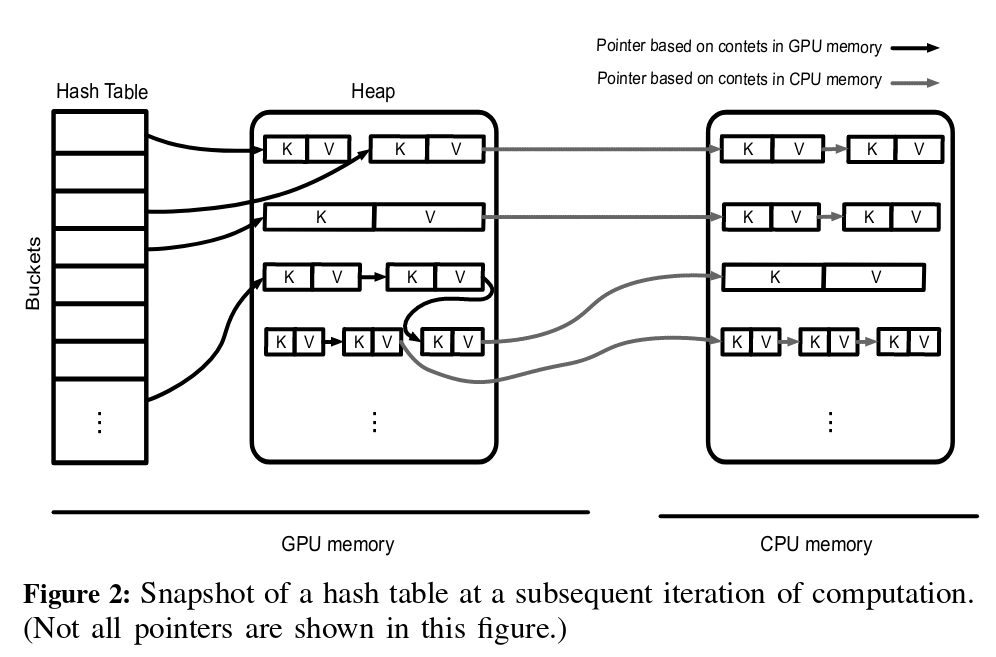 Pointer based on contets in GPU memory
Pointer based on contets in CPU memory
Hash Table
Heap
Buckets
K V K V K V K V
K V K V K V
K V K V K V
K V K V K V K V K V K V
⋮ ⋮ ⋮
GPU memory
CPU memory
Figure 2: Snapshot of a hash table at a subsequent iteration of computation.
(Not all pointers are shown in this figure.)